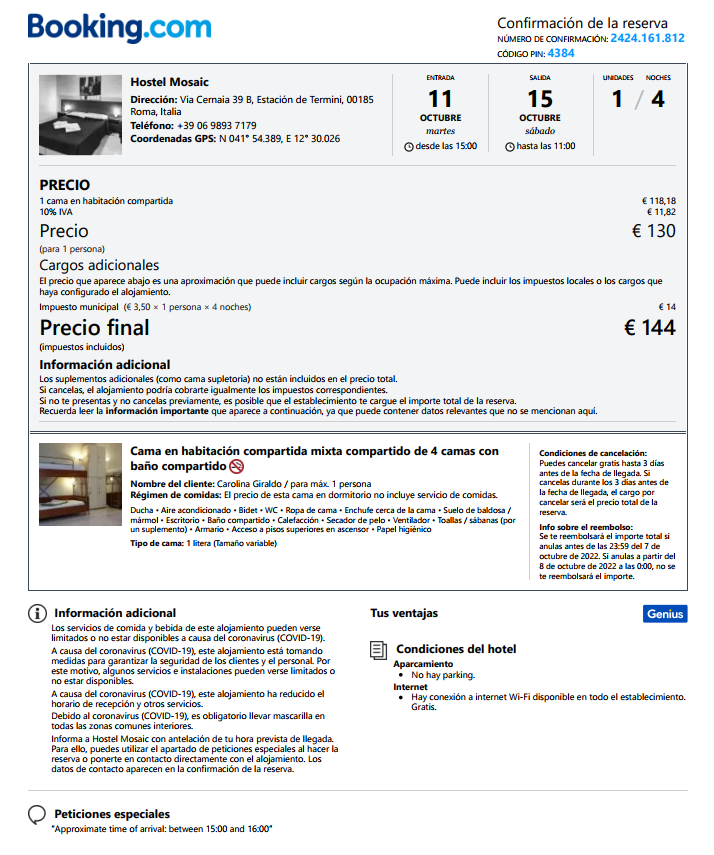 Booking.com
Confirmación de la reserva
NÚMERO DE CONFIRMACIÓN: 2424.161.812
CÓDIGO PIN: 4384
Hostel Mosaic
Dirección: Via Cernaia 39 B, Estación de Termini, 00185
Roma, Italia
Teléfono: +39 06 9893 7179
Coordenadas GPS: N 041° 54.389, E 12° 30.026
ENTRADA
11
OCTUBRE
martes
desde las 15:00
SALIDA
15
OCTUBRE
sábado
hasta las 11:00
UNIDADES NOCHES
1 / 4
PRECIO
1 cama en habitación compartida € 118,18
10% IVA € 11,82
Precio € 130
(para 1 persona)
Cargos adicionales
El precio que aparece abajo es una aproximación que puede incluir cargos según la ocupación máxima. Puede incluir los impuestos locales o los cargos que
haya configurado el alojamiento.
Impuesto municipal (€ 3,50 × 1 persona × 4 noches) € 14
Precio final € 144
(impuestos incluidos)
Información adicional
Los suplementos adicionales (como cama supletoria) no están incluidos en el precio total.
Si cancelas, el alojamiento podría cobrarte igualmente los impuestos correspondientes.
Si no te presentas y no cancelas previamente, es posible que el establecimiento te cargue el importe total de la reserva.
Recuerda leer la información importante que aparece a continuación, ya que puede contener datos relevantes que no se mencionan aquí.
Cama en habitación compartida mixta compartido de 4 camas con
baño compartido
Nombre del cliente: Carolina Giraldo / para máx. 1 persona
Régimen de comidas: El precio de esta cama en dormitorio no incluye servicio de comidas.
Ducha • Aire acondicionado • Bidet • WC • Ropa de cama • Enchufe cerca de la cama • Suelo de baldosa /
mármol • Escritorio • Baño compartido • Calefacción • Secador de pelo • Ventilador • Toallas / sábanas (por
un suplemento) • Armario • Acceso a pisos superiores en ascensor • Papel higiénico
Tipo de cama: 1 litera (Tamaño variable)
Condiciones de cancelación:
Puedes cancelar gratis hasta 3 días
antes de la fecha de llegada. Si
cancelas durante los 3 días antes de
la fecha de llegada, el cargo por
cancelar será el precio total de la
reserva.
Info sobre el reembolso:
Se te reembolsará el importe total si
anulas antes de las 23:59 del 7 de
octubre de 2022. Si anulas a partir del
8 de octubre de 2022 a las 0:00, no se
te reembolsará el importe.
Información adicional
Los servicios de comida y bebida de este alojamiento pueden verse
limitados o no estar disponibles a causa del coronavirus (COVID-19).
A causa del coronavirus (COVID-19), este alojamiento está tomando
medidas para garantizar la seguridad de los clientes y el personal. Por
este motivo, algunos servicios e instalaciones pueden verse limitados o
no estar disponibles.
A causa del coronavirus (COVID-19), este alojamiento ha reducido el
horario de recepción y otros servicios.
Debido al coronavirus (COVID-19), es obligatorio llevar mascarilla en
todas las zonas comunes interiores.
Informa a Hostel Mosaic con antelación de tu hora prevista de llegada.
Para ello, puedes utilizar el apartado de peticiones especiales al hacer la
reserva o ponerte en contacto directamente con el alojamiento. Los
datos de contacto aparecen en la confirmación de la reserva.
Tus ventajas Genius
Condiciones del hotel
Aparcamiento
• No hay parking.
Internet
• Hay conexión a internet Wi-Fi disponible en todo el establecimiento.
Gratis.
Peticiones especiales
"Approximate time of arrival: between 15:00 and 16:00"